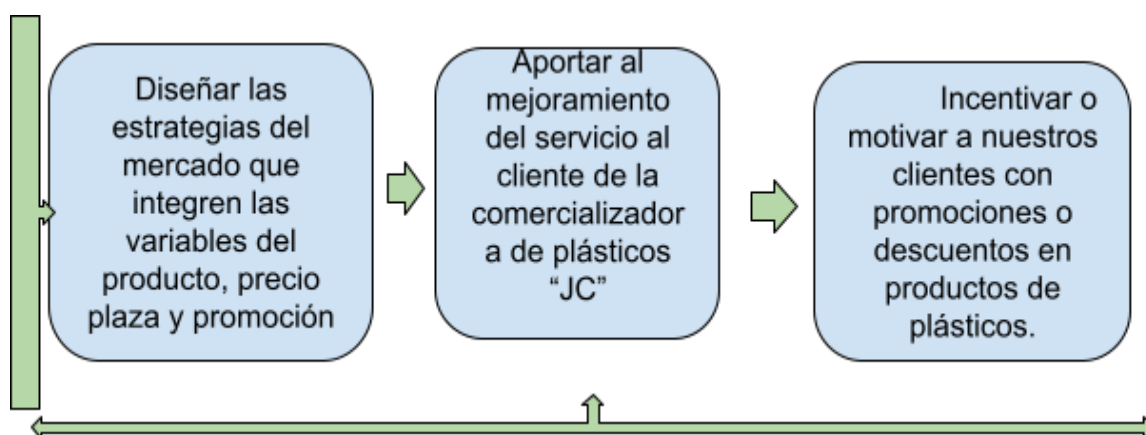 Diseñar las
estrategias del
mercado que
integren las
variables del
producto, precio
plaza y promoción
Aportar al
mejoramiento
del servicio al
cliente de la
comercializador
a de plásticos
“JC”
Incentivar o
motivar a nuestros
clientes con
promociones o
descuentos en
productos de
plásticos.